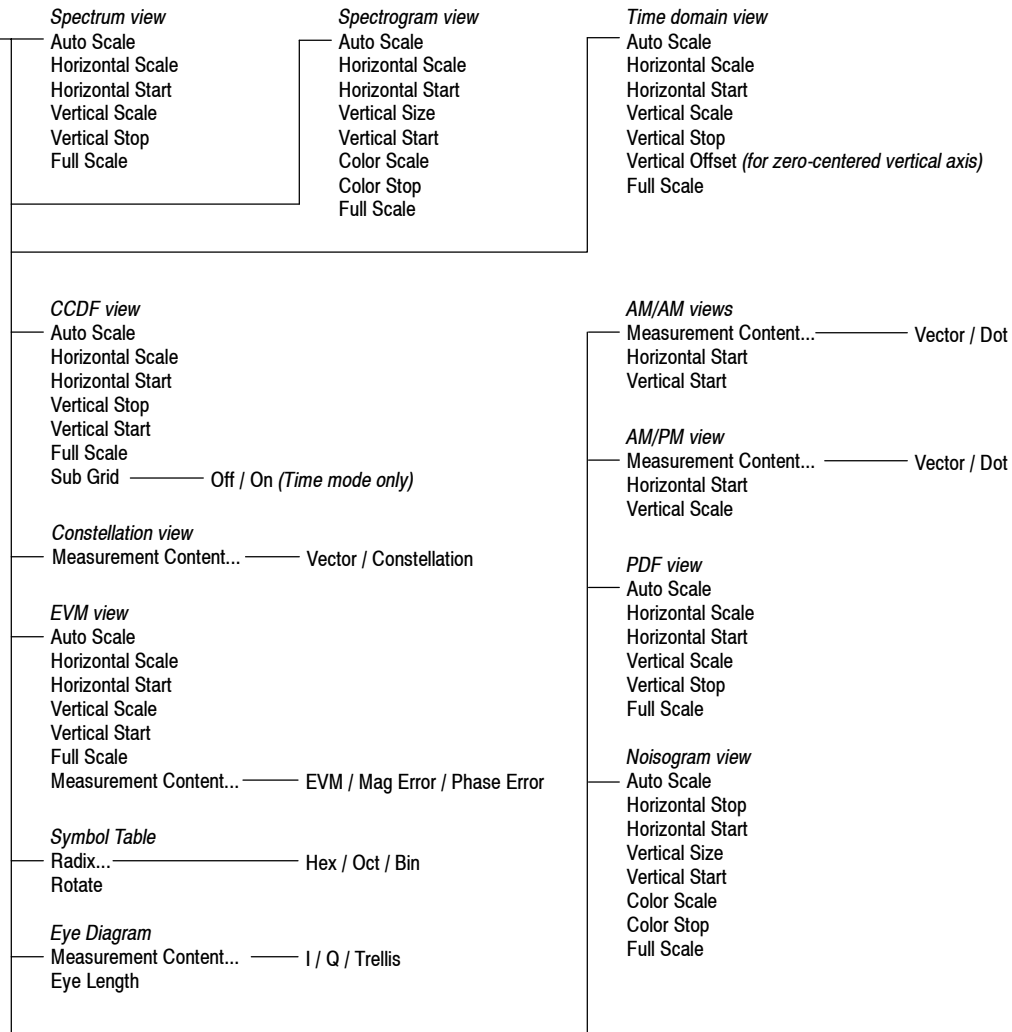 Spectrum view
Auto Scale
Horizontal Scale
Horizontal Start
Vertical Scale
Vertical Stop
Full Scale
Spectrogram view
Auto Scale
Horizontal Scale
Horizontal Start
Vertical Size
Vertical Start
Color Scale
Color Stop
Full Scale
Time domain view
Auto Scale
Horizontal Scale
Horizontal Start
Vertical Scale
Vertical Stop
Vertical Offset (for zero-centered vertical axis)
Full Scale
CCDF view
Auto Scale
Horizontal Scale
Horizontal Start
Vertical Stop
Vertical Start
Full Scale
Sub Grid Off / On (Time mode only)
Constellation view
Measurement Content... Vector / Constellation
EVM view
Auto Scale
Horizontal Scale
Horizontal Start
Vertical Scale
Vertical Start
Full Scale
Measurement Content... EVM / Mag Error / Phase Error
Symbol Table
Radix... Hex / Oct / Bin
Rotate
Eye Diagram
Measurement Content... I / Q / Trellis
Eye Length
AM/AM views
Measurement Content... Vector / Dot
Horizontal Start
Vertical Start
AM/PM view
Measurement Content... Vector / Dot
Horizontal Start
Vertical Scale
PDF view
Auto Scale
Horizontal Scale
Horizontal Start
Vertical Scale
Vertical Stop
Full Scale
Noisogram view
Auto Scale
Horizontal Stop
Horizontal Start
Vertical Size
Vertical Start
Color Scale
Color Stop
Full Scale